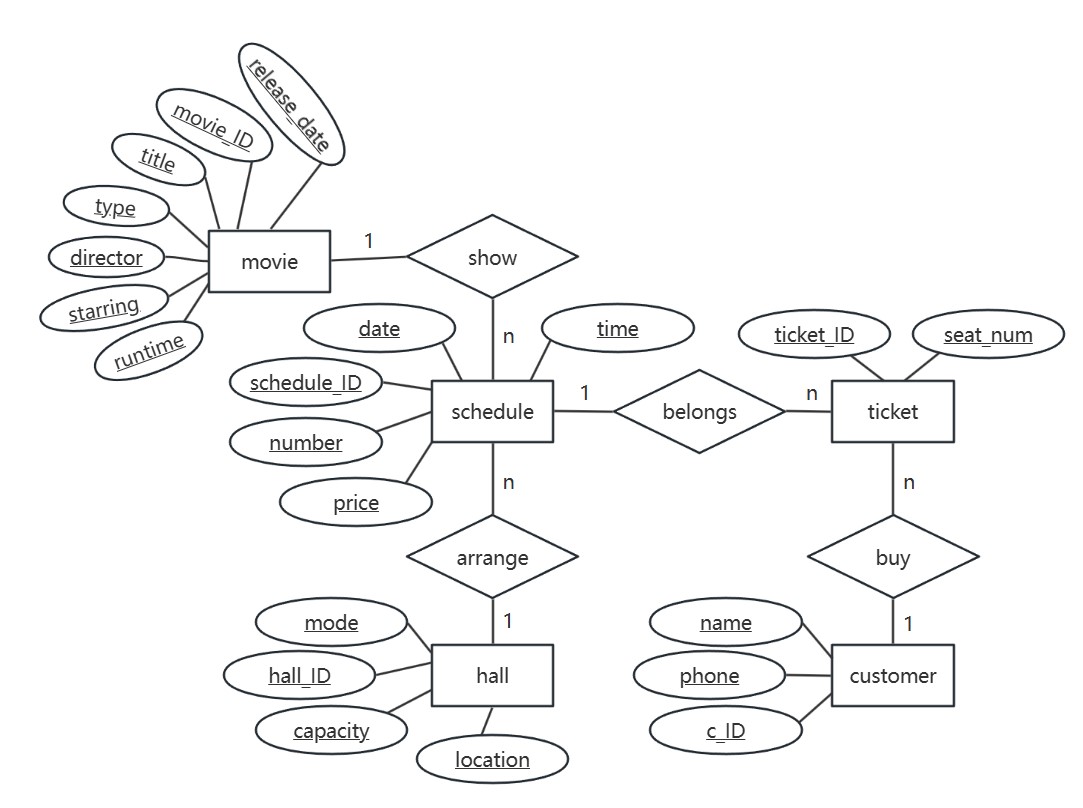 release_date
movie_ID
title
type
director
starring
runtime
movie
1
show
n
date
time
schedule_ID
number
price
schedule
1
belongs
n
ticket_ID
seat_num
ticket
n
arrange
1
n
buy
1
mode
hall_ID
capacity
location
hall
name
phone
c_ID
customer